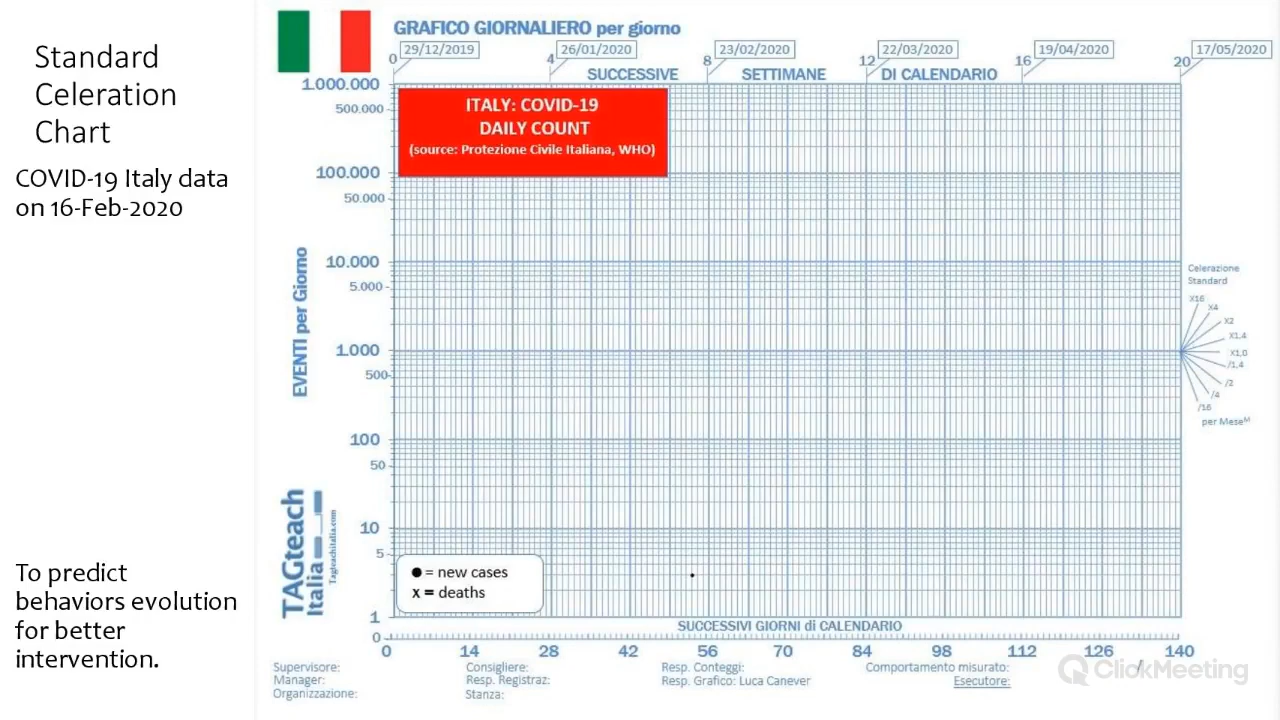 Standard
Celeration
Chart
COVID-19 Italy data
on 16-Feb-2020
To predict
behaviors evolution
for better
intervention.
GRAFICO GIORNALIERO per giorno
29/12/2019 26/01/2020 23/02/2020 22/03/2020 19/04/2020 17/05/2020
0 4 8 12 16 20
SUCCESSIVE SETTIMANE DI CALENDARIO
ITALY: COVID-19
DAILY COUNT
(source: Protezione Civile Italiana, WHO)
EVENTI per Giorno
1.000.000
500.000
100.000
50.000
10.000
5.000
1.000
500
100
50
10
5
1
0
● = new cases
x = deaths
Celerazione
Standard
X16
X4
X2
X1,4
X1,0
/1,4
/2
/4
/16
per Meseᴹ
TAGteach
Italia
Tagteachitalia.com
SUCCESSIVI GIORNI di CALENDARIO
0 14 28 42 56 70 84 98 112 126 140
Supervisore: Consigliere: Resp. Conteggi: Comportamento misurato:
Manager: Resp. Registraz: Resp. Grafico: Luca Canever Esecutore:
Organizzazione: Stanza:
ClickMeeting